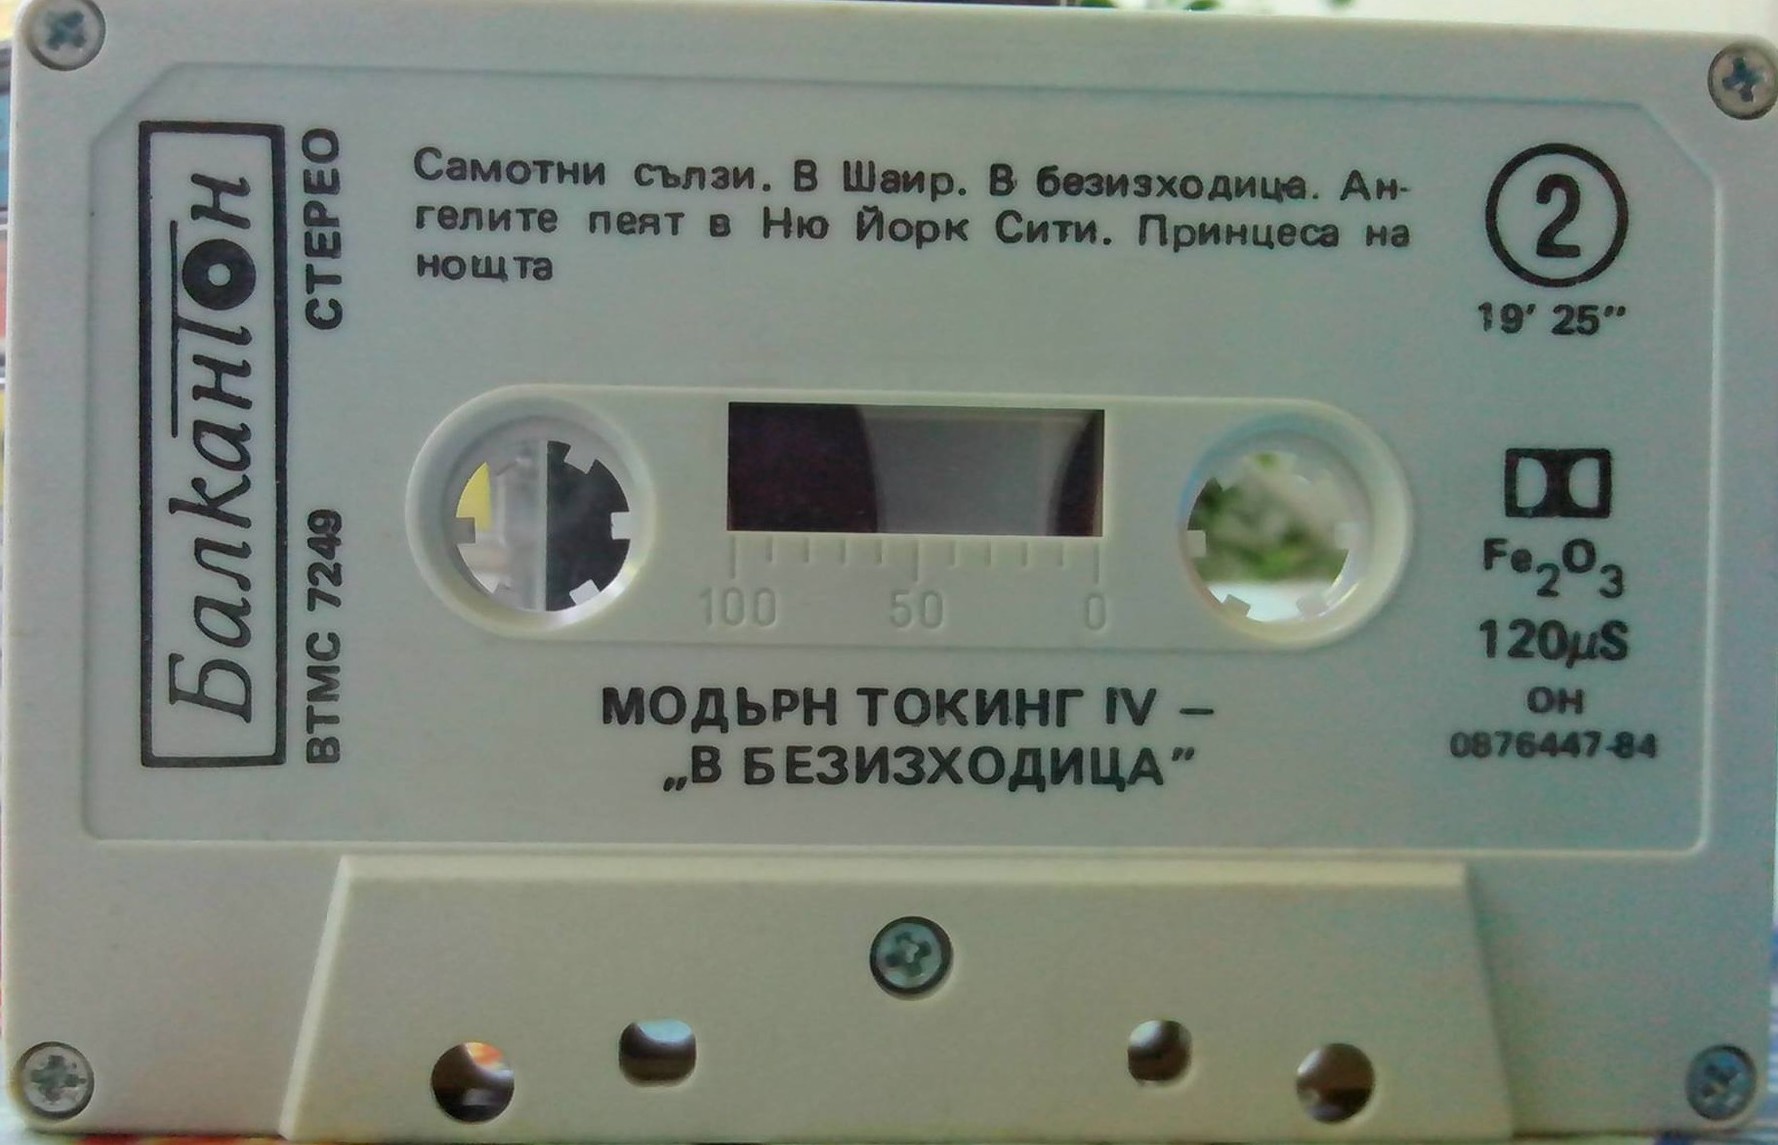 Балкантон
СТЕРЕО
ВТМС 7249
Самотни сълзи. В Шаир. В безизходица. Ан-
гелите пеят в Ню Йорк Сити. Принцеса на
нощта
2
19′ 25″
100 50 0
Fe₂O₃
120µS
ОН
0876447-84
МОДЬРН ТОКИНГ IV –
„В БЕЗИЗХОДИЦА”